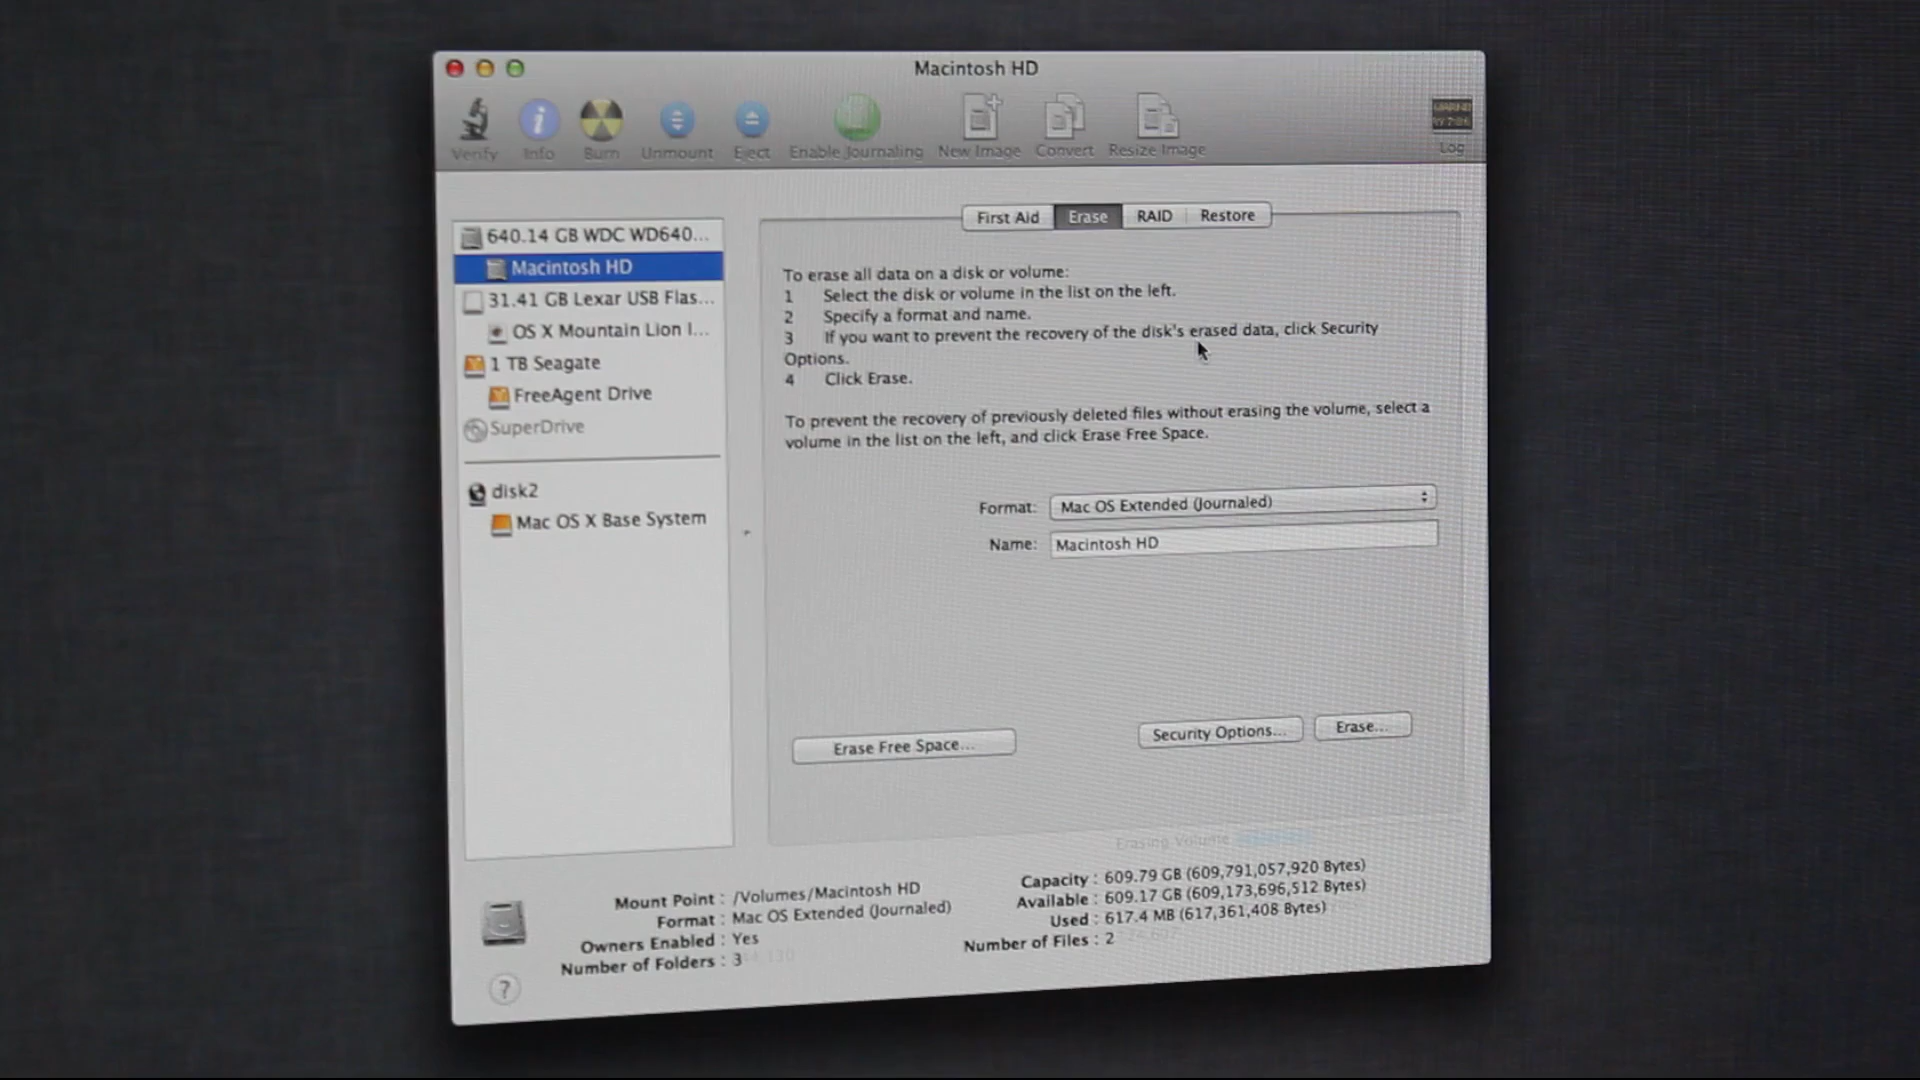 Macintosh HD
Verify Info Burn Unmount Eject Enable Journaling New Image Convert Resize Image Log
First Aid Erase RAID Restore
640.14 GB WDC WD640...
Macintosh HD
31.41 GB Lexar USB Flas...
OS X Mountain Lion I...
1 TB Seagate
FreeAgent Drive
SuperDrive
disk2
Mac OS X Base System
To erase all data on a disk or volume:
1 Select the disk or volume in the list on the left.
2 Specify a format and name.
3 If you want to prevent the recovery of the disk's erased data, click Security
Options.
4 Click Erase.
To prevent the recovery of previously deleted files without erasing the volume, select a
volume in the list on the left, and click Erase Free Space.
Format: Mac OS Extended (Journaled)
Name: Macintosh HD
Erase Free Space... Security Options... Erase...
Erasing Volume
Mount Point : /Volumes/Macintosh HD
Format : Mac OS Extended (Journaled)
Owners Enabled : Yes
Number of Folders : 3
Capacity : 609.79 GB (609,791,057,920 Bytes)
Available : 609.17 GB (609,173,696,512 Bytes)
Used : 617.4 MB (617,361,408 Bytes)
Number of Files : 2
?